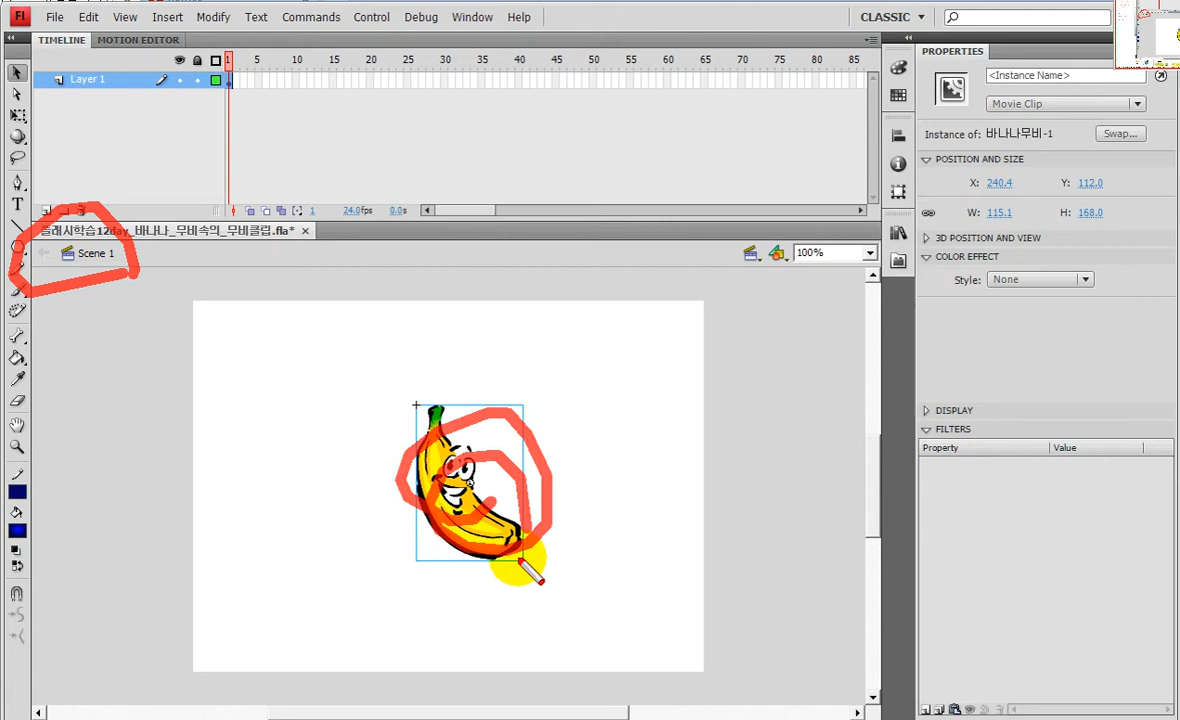 Fl File Edit View Insert Modify Text Commands Control Debug Window Help CLASSIC
TIMELINE MOTION EDITOR
PROPERTIES
1 5 10 15 20 25 30 35 40 45 50 55 60 65 70 75 80 85
Layer 1
<Instance Name>
Movie Clip
Instance of: 바나나무비-1 Swap...
POSITION AND SIZE
X: 240.4 Y: 112.0
1 24.0fps 0.0s
W: 115.1 H: 168.0
플래시학습12day_바나나_무비속의_무비클립.fla* ×
3D POSITION AND VIEW
Scene 1 100%
COLOR EFFECT
Style: None
DISPLAY
FILTERS
Property Value
T